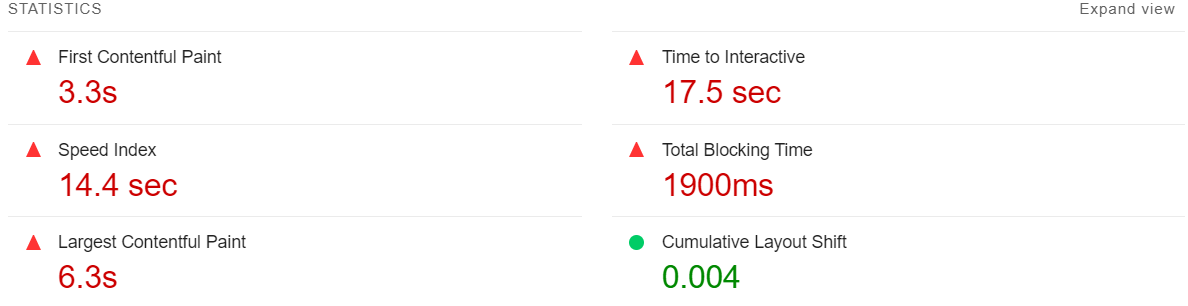 STATISTICS
Expand view
First Contentful Paint
3.3s
Time to Interactive
17.5 sec
Speed Index
14.4 sec
Total Blocking Time
1900ms
Largest Contentful Paint
6.3s
Cumulative Layout Shift
0.004